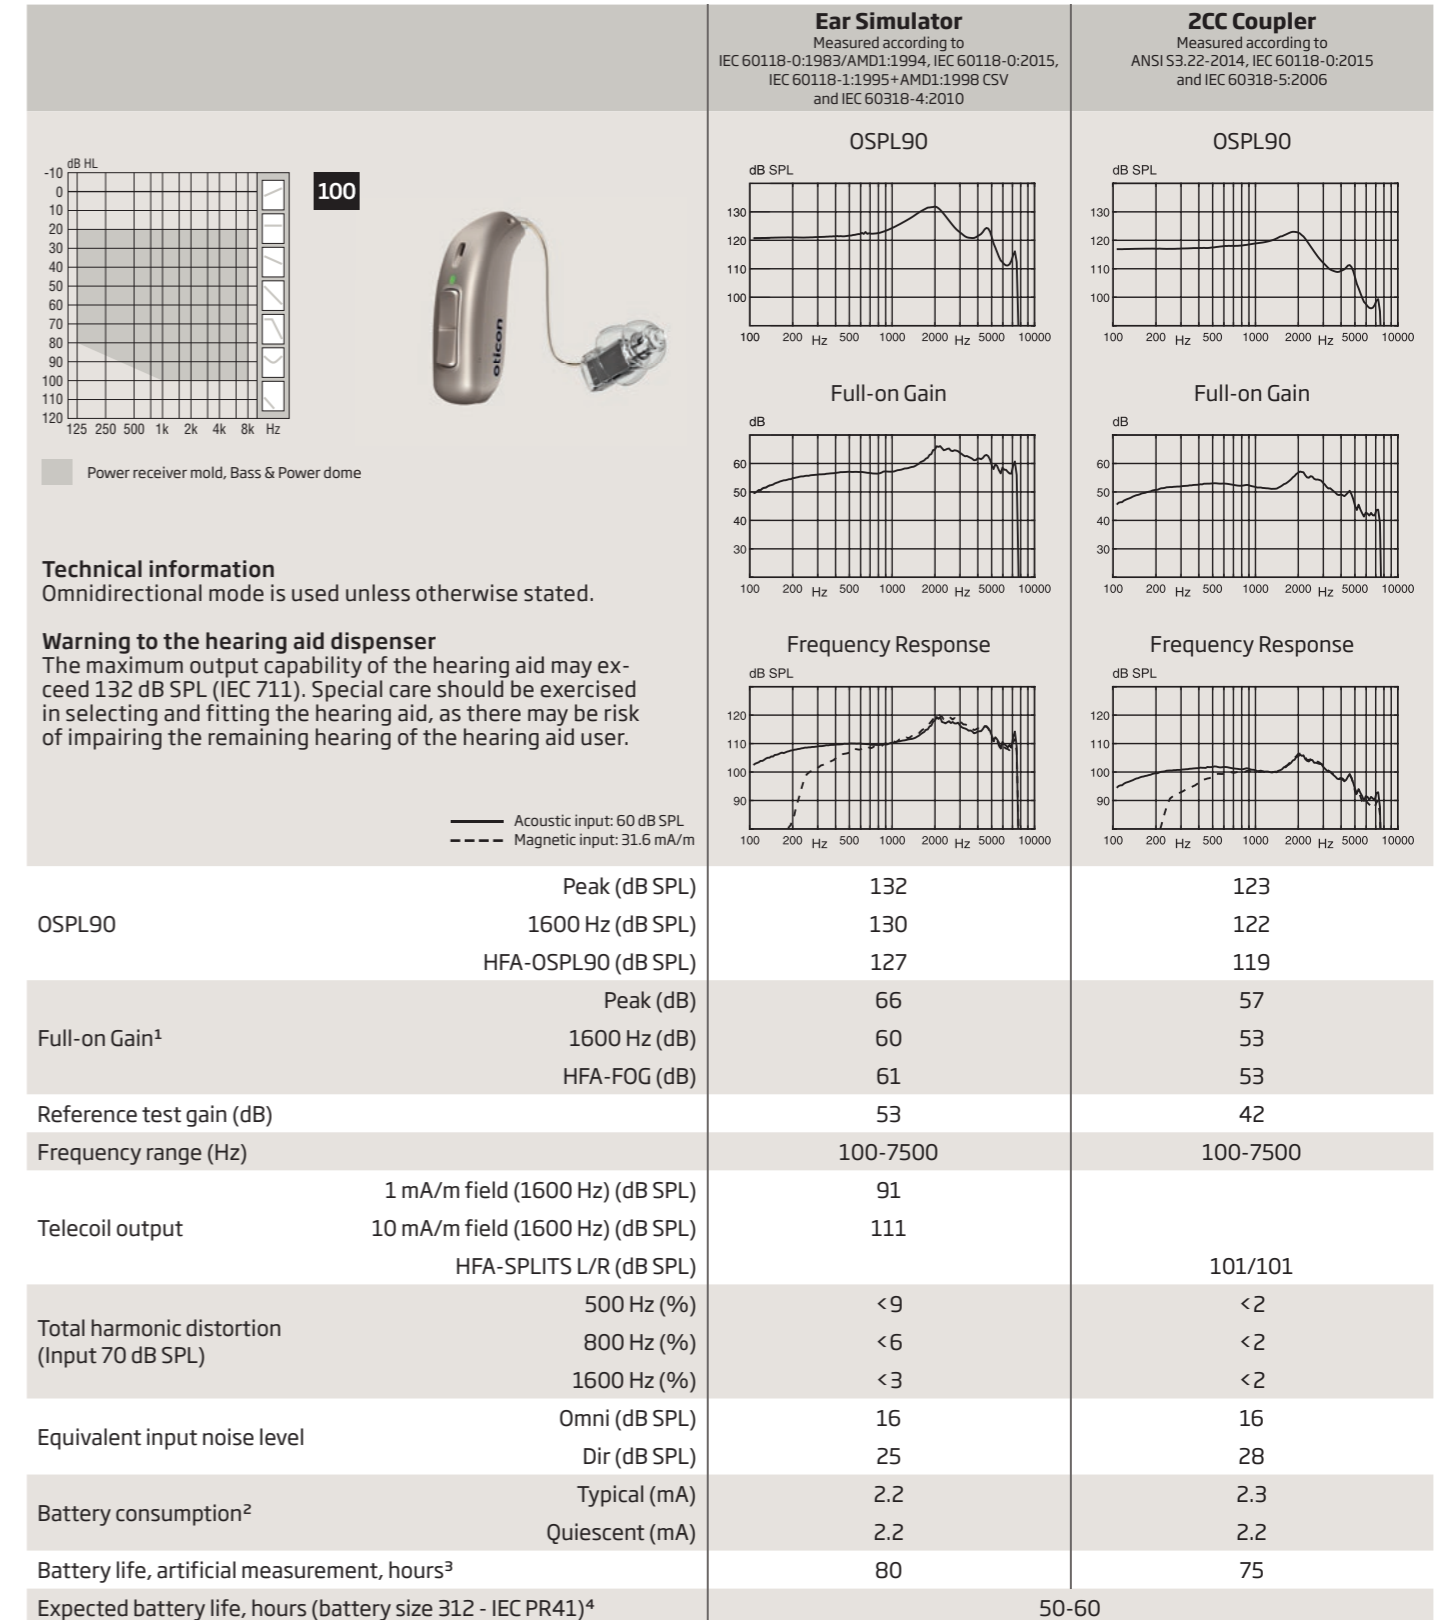 Ear Simulator
Measured according to
IEC 60118-0:1983/AMD1:1994, IEC 60118-0:2015,
IEC 60118-1:1995+AMD1:1998 CSV
and IEC 60318-4:2010
2CC Coupler
Measured according to
ANSI S3.22-2014, IEC 60118-0:2015
and IEC 60318-5:2006
dB HL
-10
0
10
20
30
40
50
60
70
80
90
100
110
120
125 250 500 1k 2k 4k 8k Hz
100
oticon
Power receiver mold, Bass & Power dome
Technical information
Omnidirectional mode is used unless otherwise stated.
Warning to the hearing aid dispenser
The maximum output capability of the hearing aid may ex-
ceed 132 dB SPL (IEC 711). Special care should be exercised
in selecting and fitting the hearing aid, as there may be risk
of impairing the remaining hearing of the hearing aid user.
Acoustic input: 60 dB SPL
Magnetic input: 31.6 mA/m
OSPL90
dB SPL
130
120
110
100
100 200 Hz 500 1000 2000 Hz 5000 10000
Full-on Gain
dB
60
50
40
30
100 200 Hz 500 1000 2000 Hz 5000 10000
Frequency Response
dB SPL
120
110
100
90
100 200 Hz 500 1000 2000 Hz 5000 10000
OSPL90
dB SPL
130
120
110
100
100 200 Hz 500 1000 2000 Hz 5000 10000
Full-on Gain
dB
60
50
40
30
100 200 Hz 500 1000 2000 Hz 5000 10000
Frequency Response
dB SPL
120
110
100
90
100 200 Hz 500 1000 2000 Hz 5000 10000
OSPL90
Peak (dB SPL) 132 123
1600 Hz (dB SPL) 130 122
HFA-OSPL90 (dB SPL) 127 119
Full-on Gain¹
Peak (dB) 66 57
1600 Hz (dB) 60 53
HFA-FOG (dB) 61 53
Reference test gain (dB) 53 42
Frequency range (Hz) 100-7500 100-7500
Telecoil output
1 mA/m field (1600 Hz) (dB SPL) 91
10 mA/m field (1600 Hz) (dB SPL) 111
HFA-SPLITS L/R (dB SPL) 101/101
Total harmonic distortion
(Input 70 dB SPL)
500 Hz (%) <9 <2
800 Hz (%) <6 <2
1600 Hz (%) <3 <2
Equivalent input noise level
Omni (dB SPL) 16 16
Dir (dB SPL) 25 28
Battery consumption²
Typical (mA) 2.2 2.3
Quiescent (mA) 2.2 2.2
Battery life, artificial measurement, hours³ 80 75
Expected battery life, hours (battery size 312 - IEC PR41)⁴ 50-60